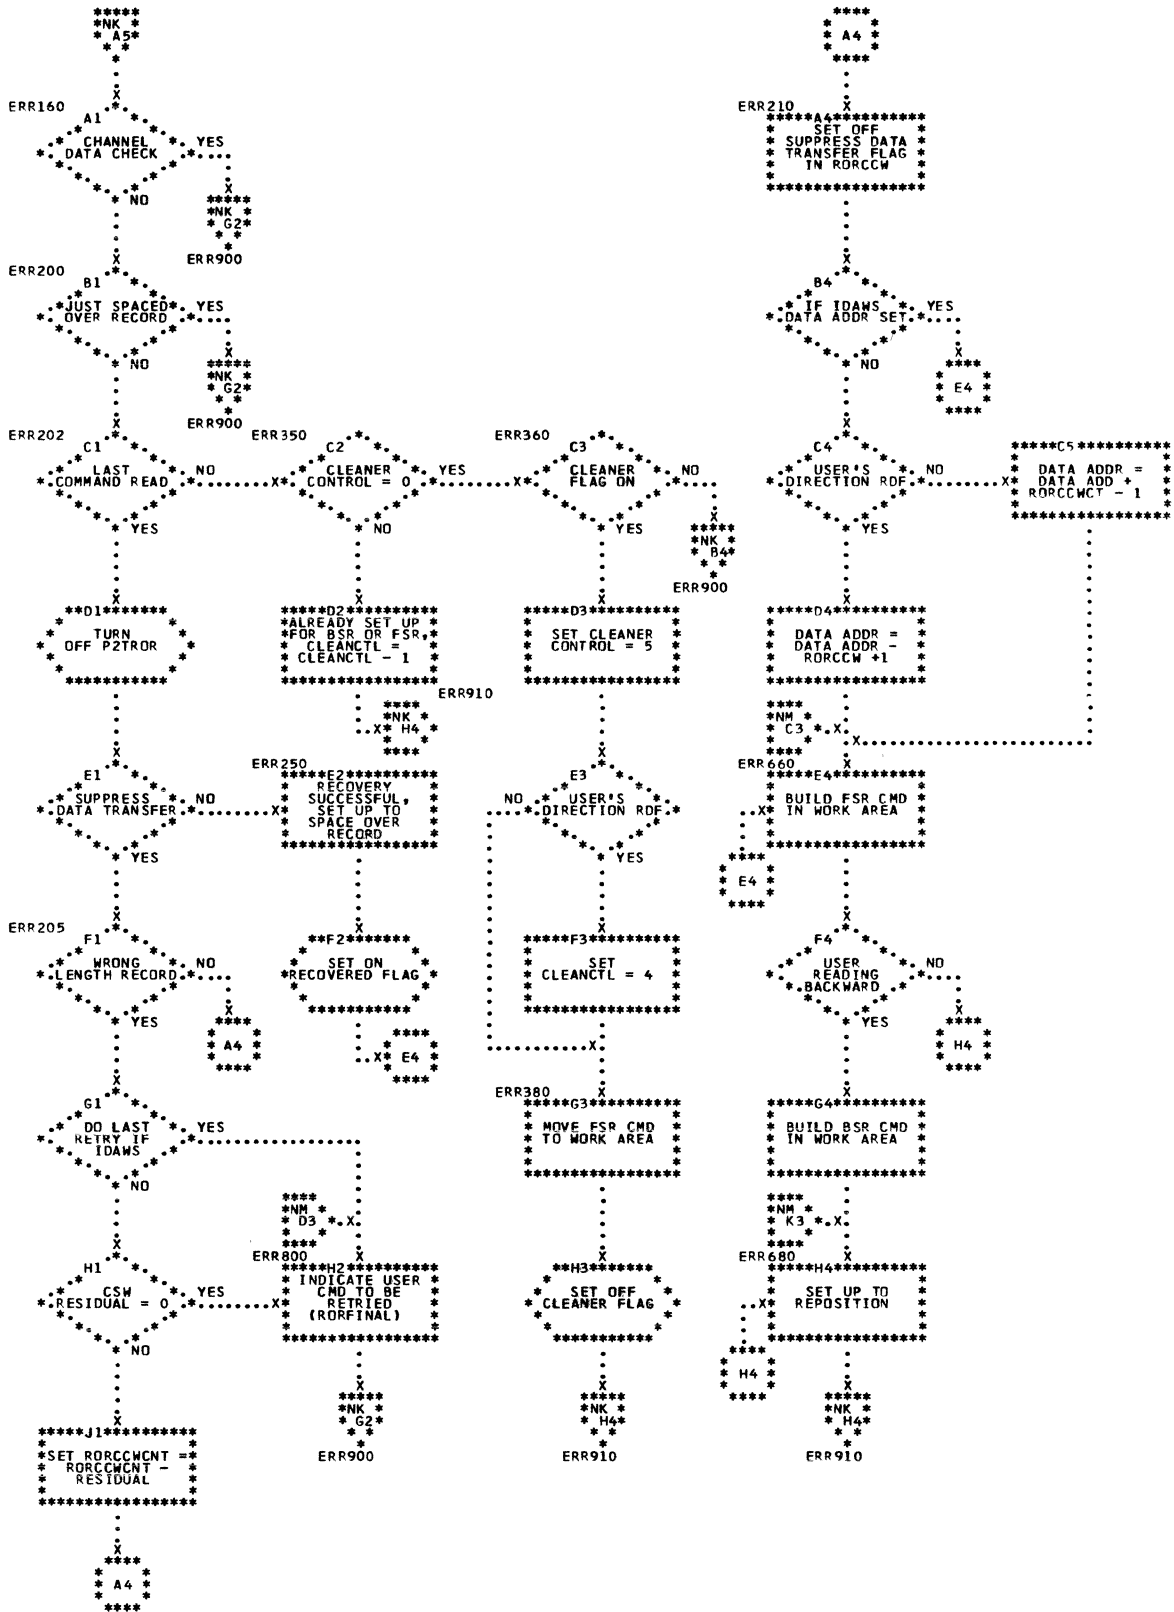 NK
A5
A4
ERR160
A1
CHANNEL
DATA CHECK
YES
NO
NK
G2
ERR900
ERR210
A4
SET OFF
SUPPRESS DATA
TRANSFER FLAG
IN RORCCW
ERR200
B1
JUST SPACED
OVER RECORD
YES
NO
NK
G2
ERR900
B4
IF IDAWS
DATA ADDR SET
YES
NO
E4
ERR202
C1
LAST
COMMAND READ
NO
YES
ERR350
C2
CLEANER
CONTROL = 0
YES
NO
ERR360
C3
CLEANER
FLAG ON
NO
YES
NK
B4
ERR900
C4
USER'S
DIRECTION RDF
NO
YES
C5
DATA ADDR =
DATA ADD +
RORCCWCT - 1
D1
TURN
OFF P2TROR
D2
ALREADY SET UP
FOR BSR OR FSR,
CLEANCTL =
CLEANCTL - 1
ERR910
NK
H4
D3
SET CLEANER
CONTROL = 5
D4
DATA ADDR =
DATA ADDR -
RORCCW +1
NM
C3
E1
SUPPRESS
DATA TRANSFER
NO
YES
ERR250
E2
RECOVERY
SUCCESSFUL,
SET UP TO
SPACE OVER
RECORD
E3
USER'S
DIRECTION RDF
NO
YES
ERR660
E4
BUILD FSR CMD
IN WORK AREA
E4
ERR205
F1
WRONG
LENGTH RECORD
NO
YES
A4
F2
SET ON
RECOVERED FLAG
E4
F3
SET
CLEANCTL = 4
F4
USER
READING
BACKWARD
NO
YES
H4
G1
DO LAST
RETRY IF
IDAWS
YES
NO
ERR380
G3
MOVE FSR CMD
TO WORK AREA
G4
BUILD BSR CMD
IN WORK AREA
NM
D3
NM
K3
H1
CSW
RESIDUAL = 0
YES
NO
ERR800
H2
INDICATE USER
CMD TO BE
RETRIED
(RORFINAL)
NK
G2
ERR900
H3
SET OFF
CLEANER FLAG
NK
H4
ERR910
ERR680
H4
SET UP TO
REPOSITION
H4
NK
H4
ERR910
J1
SET RORCCWCNT =
RORCCWCNT -
RESIDUAL
A4